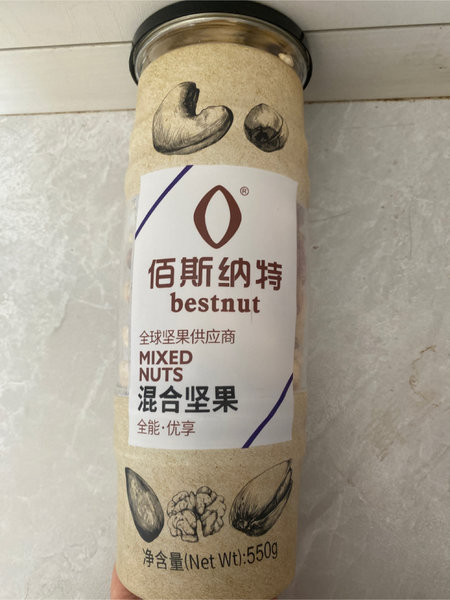 ®
佰斯纳特
bestnut
全球坚果供应商
MIXED
NUTS
混合坚果
全能·优享
净含量(Net Wt):550g